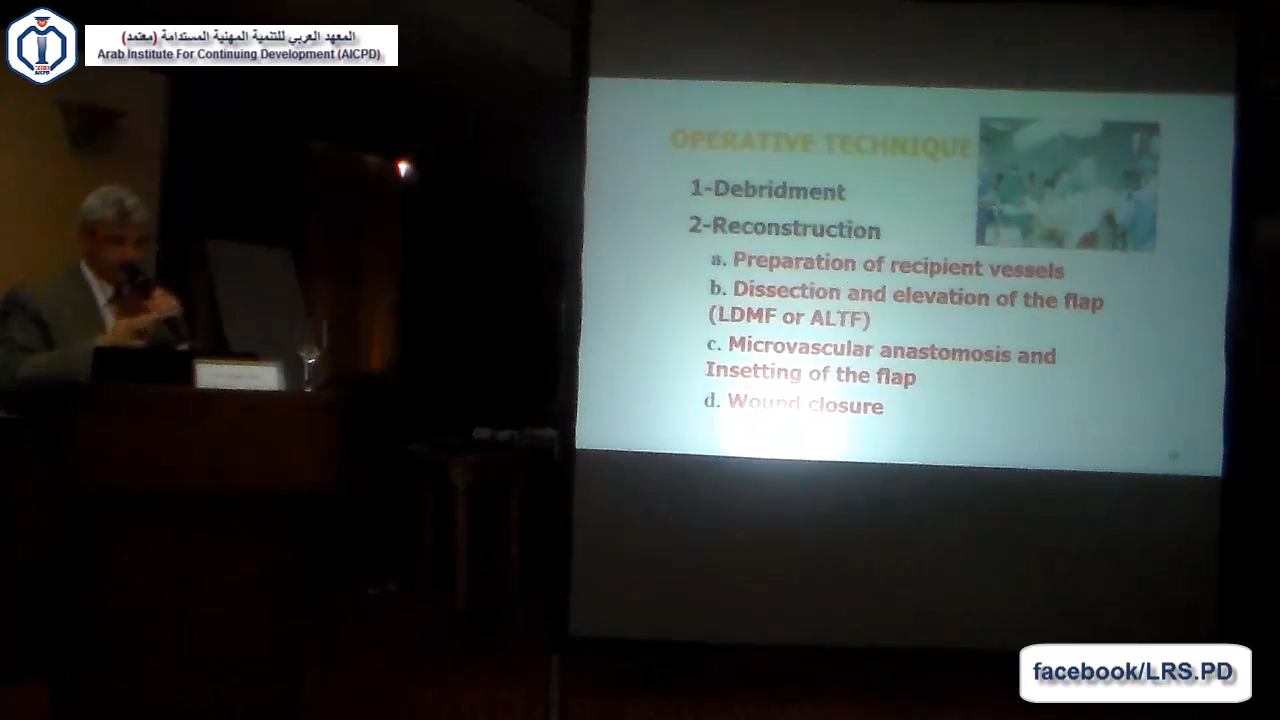 المعهد العربي للتنمية المهنية المستدامة (معتمد)
Arab Institute For Continuing Development (AICPD)
AICPD
OPERATIVE TECHNIQUE
1-Debridment
2-Reconstruction
a. Preparation of recipient vessels
b. Dissection and elevation of the flap
(LDMF or ALTF)
c. Microvascular anastomosis and
Insetting of the flap
d. Wound closure
facebook/LRS.PD